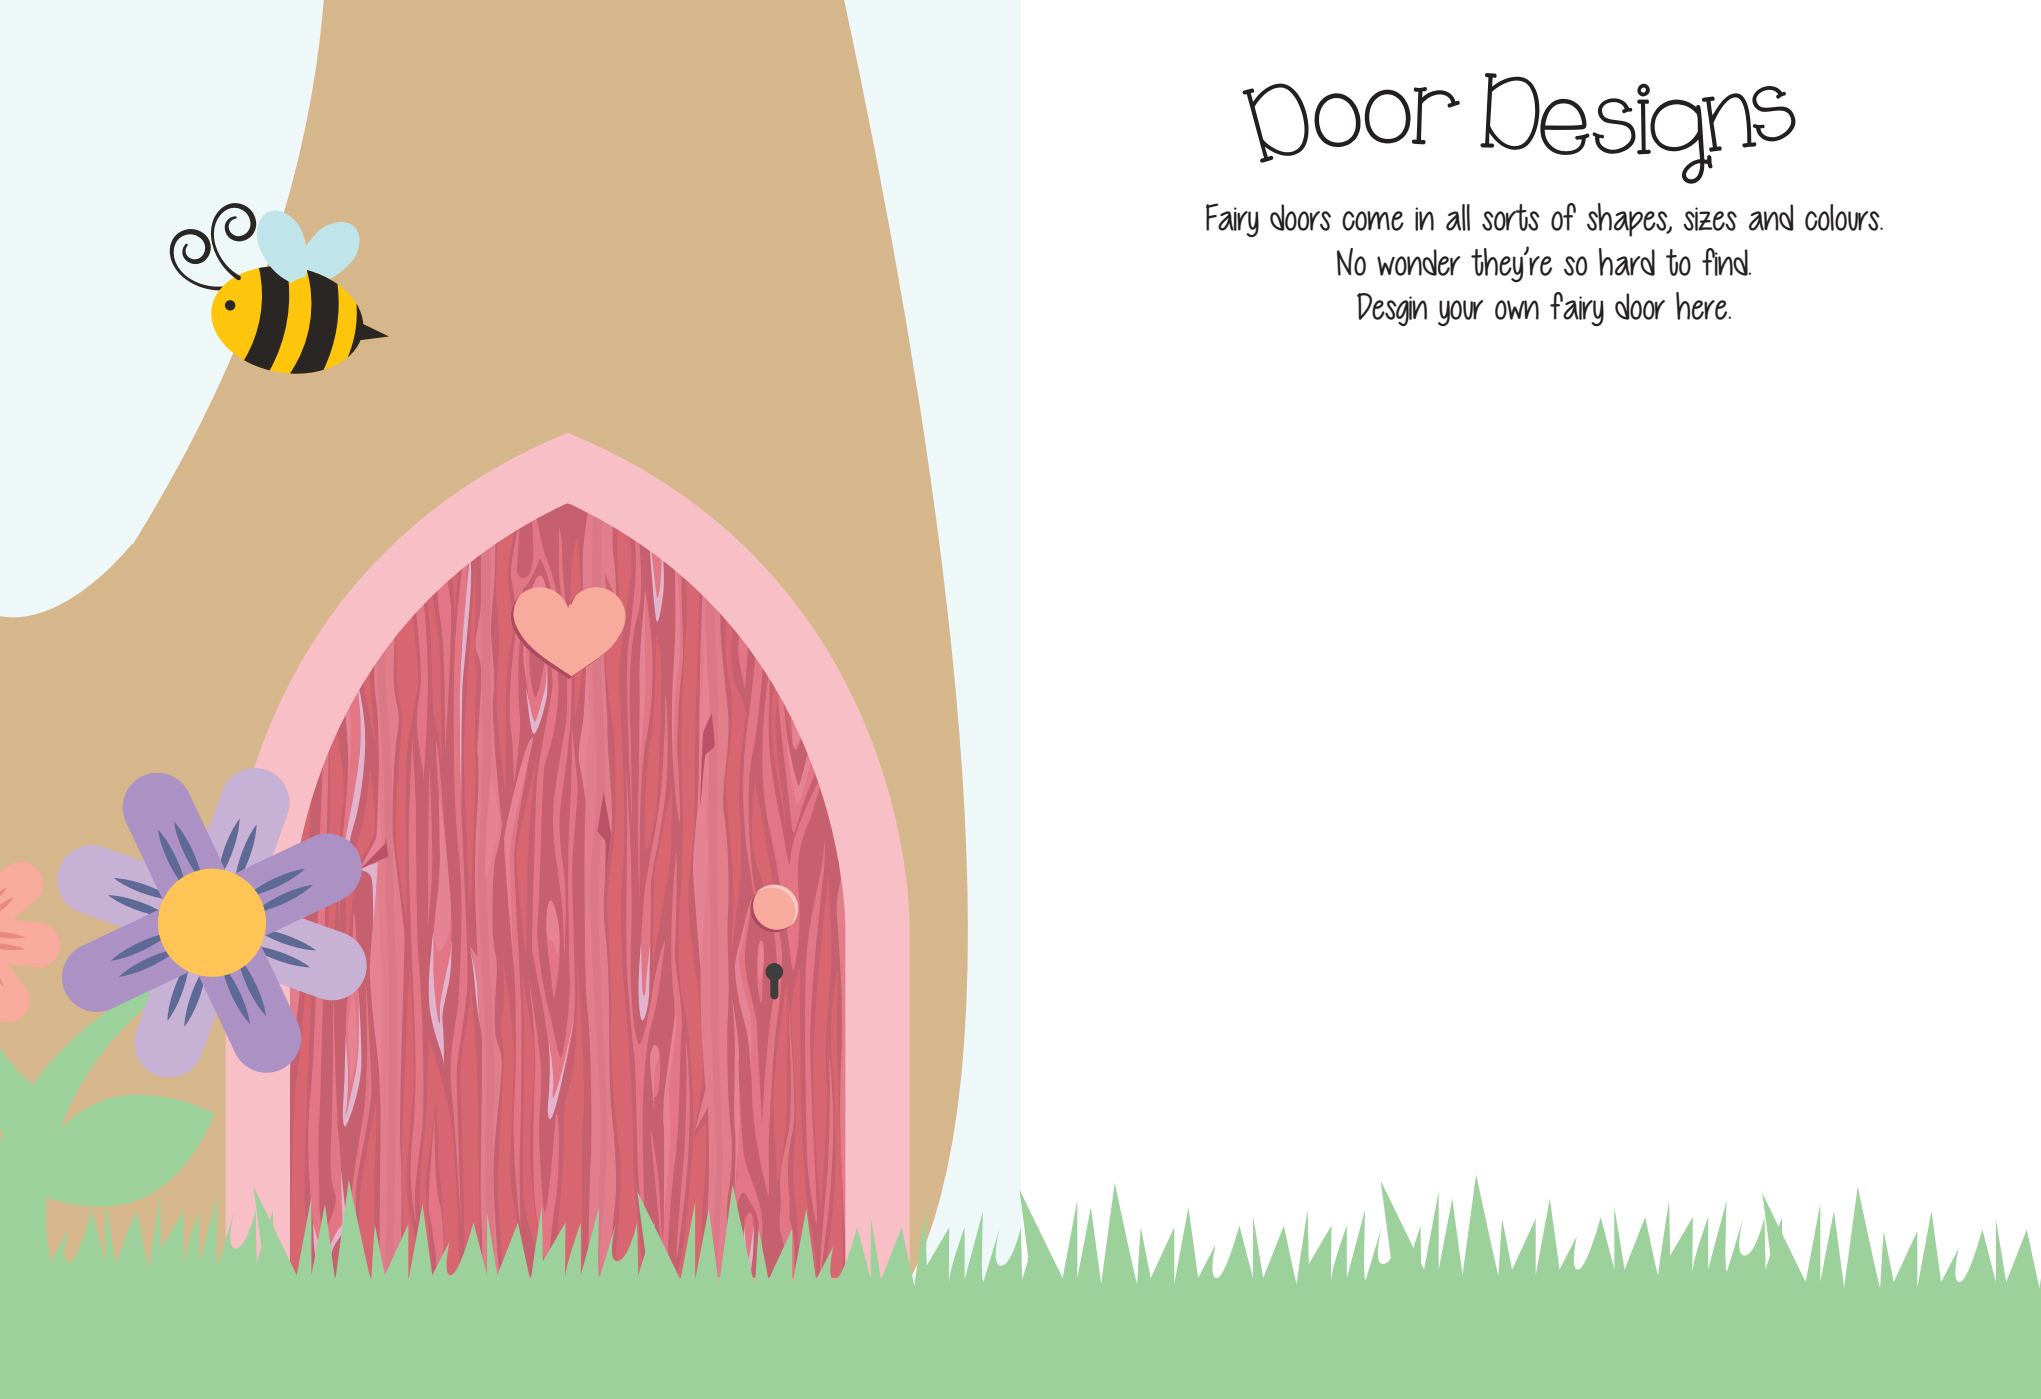 Door Designs
Fairy doors come in all sorts of shapes, sizes and colours.
No wonder they're so hard to find.
Desgin your own fairy door here.